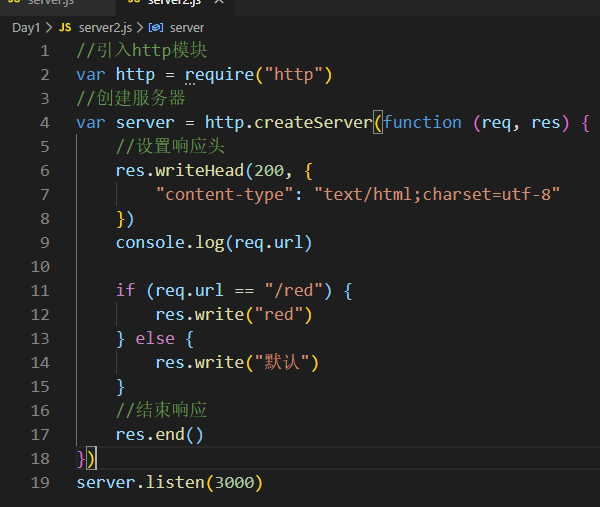 JS server.js
JS server2.js ×
Day1 > JS server2.js > server
1 //引入http模块
2 var http = require("http")
3 //创建服务器
4 var server = http.createServer(function (req, res) {
5 //设置响应头
6 res.writeHead(200, {
7 "content-type": "text/html;charset=utf-8"
8 })
9 console.log(req.url)
10
11 if (req.url == "/red") {
12 res.write("red")
13 } else {
14 res.write("默认")
15 }
16 //结束响应
17 res.end()
18 })
19 server.listen(3000)